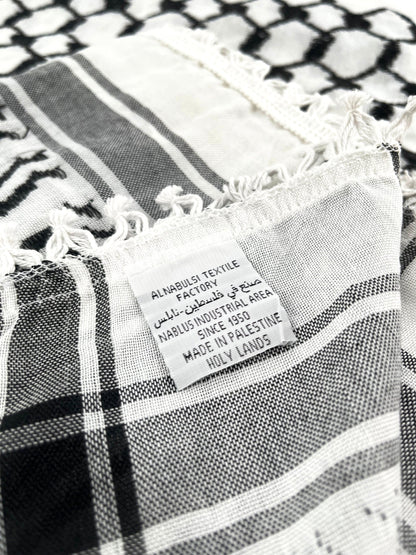 ALNABULSI TEXTILE
FACTORY
صنع في فلسطين-نابلس
NABLUS INDUSTRIAL AREA
SINCE 1950
MADE IN PALESTINE
HOLY LANDS